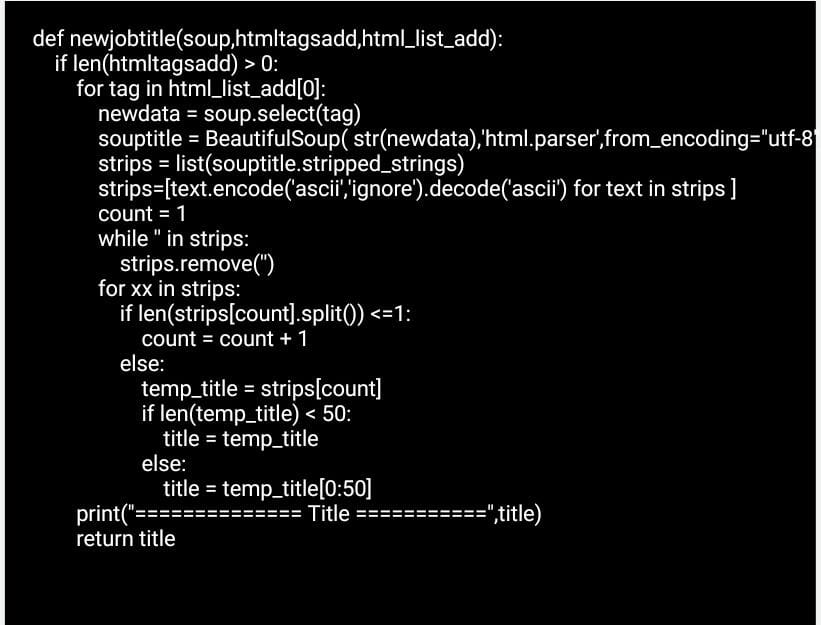 def newjobtitle(soup,htmltagsadd,html_list_add):
if len(htmltagsadd) > 0:
for tag in html_list_add[0]:
newdata = soup.select(tag)
souptitle = BeautifulSoup( str(newdata),'html.parser',from_encoding="utf-8'
strips = list(souptitle.stripped_strings)
strips=[text.encode('ascii','ignore').decode('ascii') for text in strips ]
count = 1
while '' in strips:
strips.remove('')
for xx in strips:
if len(strips[count].split()) <=1:
count = count + 1
else:
temp_title = strips[count]
if len(temp_title) < 50:
title = temp_title
else:
title = temp_title[0:50]
print("============== Title ===========",title)
return title